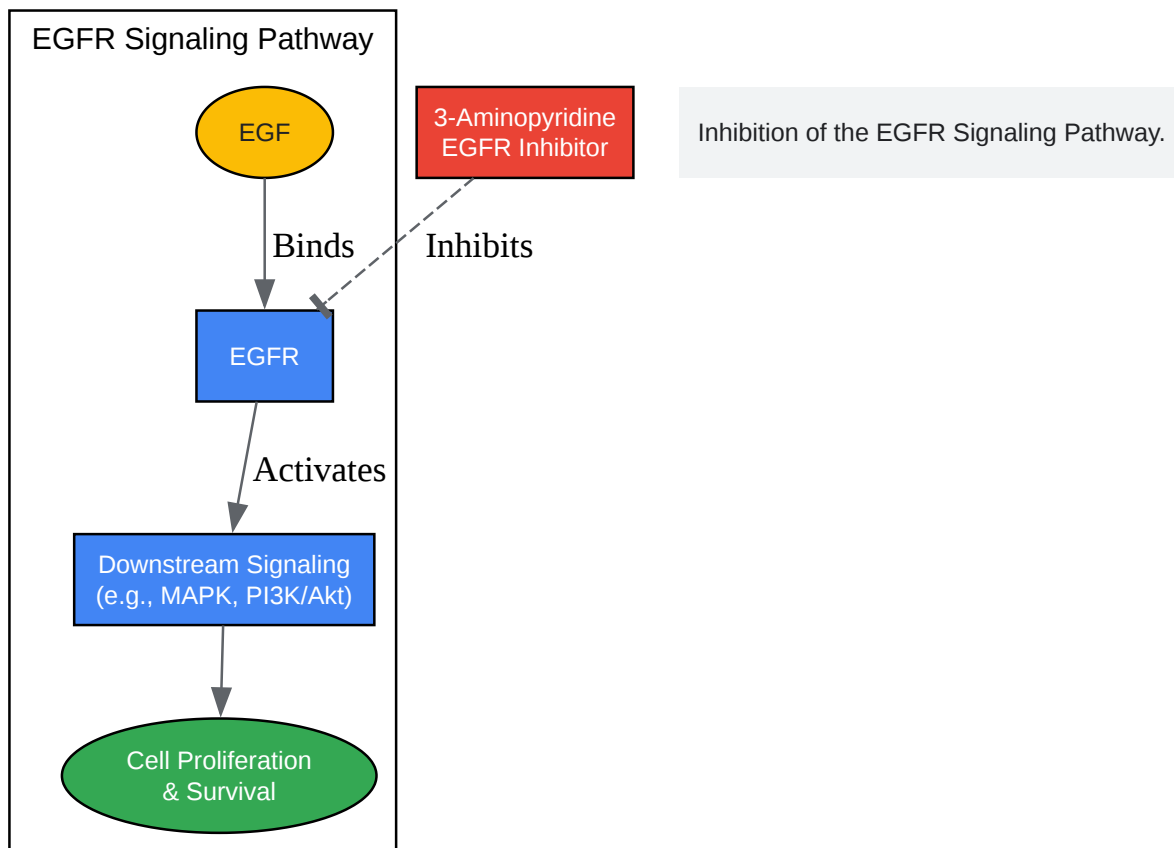 EGFR Signaling Pathway
EGF
3-Aminopyridine
EGFR Inhibitor
Inhibition of the EGFR Signaling Pathway.
Binds
Inhibits
EGFR
Activates
Downstream Signaling
(e.g., MAPK, PI3K/Akt)
Cell Proliferation
& Survival